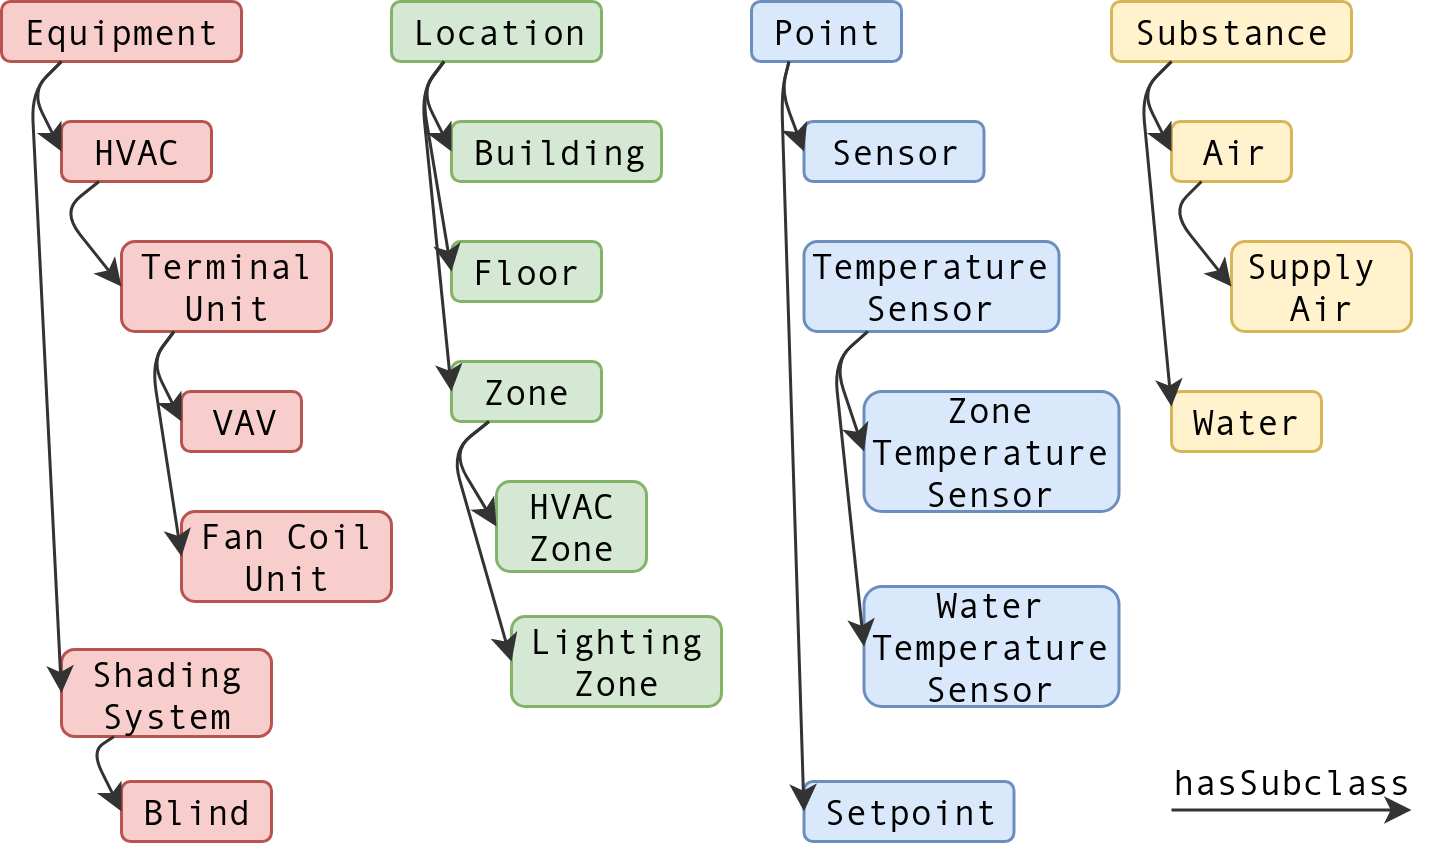 Equipment
Location
Point
Substance
HVAC
Building
Sensor
Air
Terminal
Unit
Floor
Temperature
Sensor
Supply
Air
VAV
Zone
Zone
Temperature
Sensor
Water
Fan Coil
Unit
HVAC
Zone
Shading
System
Lighting
Zone
Water
Temperature
Sensor
Blind
Setpoint
hasSubclass